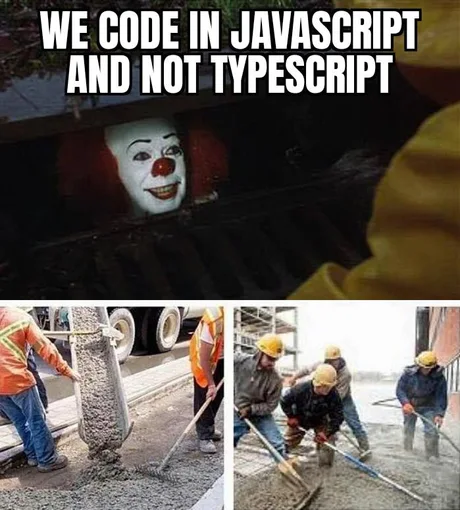 WE CODE IN JAVASCRIPT
AND NOT TYPESCRIPT